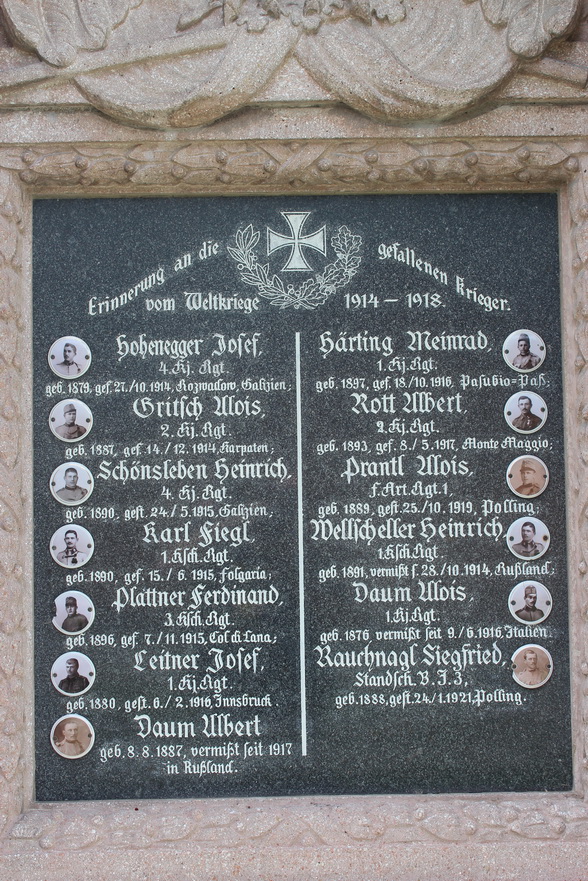 Erinnerung an die gefallenen Krieger.
vom Weltkriege 1914 – 1918.
Hohenegger Josef,
4. Kj. Rgt.
geb. 1879, gef. 27./10. 1914, Rozwadow, Galizien;
Gritsch Alois,
2. Kj. Rgt.
geb. 1887, gef. 14./12. 1914, Karpaten;
Schönsleben Heinrich,
4. Kj. Rgt.
geb. 1890, gest. 24./5. 1915, Galizien;
Karl Fiegl
1. Ksch. Rgt.
geb. 1890, gef. 15./6. 1915, Folgaria;
Plattner Ferdinand,
3. Ksch. Rgt.
geb. 1896, gef. 7./11. 1915, Col di Lana;
Leitner Josef,
1. Kj. Rgt.
geb. 1880, gest. 6./2. 1916, Innsbruck.
Daum Albert
geb. 8. 8. 1887, vermißt seit 1917
in Rußland.
Härting Meinrad,
1. Kj. Rgt.
geb. 1897, gef. 18/10. 1916, Pasubio=Paß;
Rott Albert,
2. Kj. Rgt.
geb. 1893, gef. 8./5. 1917, Monte Maggio;
Prantl Alois,
f. Art. Rgt. 1,
geb. 1889, gest. 25./10. 1919, Polling;
Wellscheller Heinrich,
1. Ksch. Rgt.
geb. 1891, vermißt s. 28./10. 1914, Rußland;
Daum Alois,
1. Kj. Rgt.
geb. 1876, vermißt seit 9./6. 1916, Italien.
Rauchnagl Siegfried,
Standsch. B. J. 3,
geb. 1888, gest. 24./1. 1921, Polling.